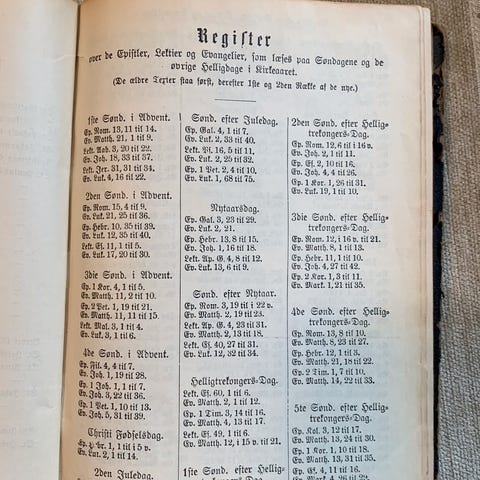 Register
over de Epistler, Lektier og Evangelier, som læses paa Søndagene og de
øvrige Helligdage i Kirkeaaret.
(De ældre Texter staa først, derefter 1ste og 2den Række af de nye.)
1ste Sønd. i Advent.
Ep. Rom. 13, 11 til 14.
Ev. Matth. 21, 1 til 9.
Lekt. Aab. 3, 20 til 22.
Ev. Joh. 18, 33 til 37.
Lekt. Jer. 31, 31 til 34.
Ev. Luk. 4, 16 til 22.
2den Sønd. i Advent.
Ep. Rom. 15, 4 til 9.
Ev. Luk. 21, 25 til 36.
Ep. Hebr. 10, 35 til 39.
Ev. Luk. 12, 35 til 40.
Lekt. Es. 11, 1 til 5.
Ev. Luk. 17, 20 til 30.
3die Sønd. i Advent.
Ep. 1 Kor. 4, 1 til 5.
Ev. Matth. 11, 2 til 10.
Ep. 2 Pet. 1, 19 til 21.
Ev. Matth. 11, 11 til 15.
Lekt. Mal. 3, 1 til 4.
Ev. Luk. 3, 1 til 6.
4de Sønd. i Advent.
Ep. Fil. 4, 4 til 7.
Ev. Joh. 1, 19 til 28.
Ep. 1 Joh. 1, 1 til 7.
Ev. Joh. 3, 22 til 36.
Ep. 1 Pet. 1, 10 til 13.
Ev. Joh. 5, 31 til 39.
Christi Fødselsdag.
1, 1 til 5
Ev. Luk. 2, 1 til 14.
2den Juledag.
Sønd. efter Juledag.
Ep. Gal. 4, 1 til 7.
Ev. Luk. 2, 33 til 40.
Lekt. Pf. 16, 5 til 11.
Ev. Luk. 2, 25 til 32.
Ep. 1 Pet. 2, 4 til 10.
Ev. Luk. 1, 68 til 75.
Nytaarsdag.
Ep. Gal. 3, 23 til 29.
Ev. Luk. 2, 21.
Ep. Hebr. 13, 8 til 15.
Ev. Joh. 1, 16 til 18.
Lekt. Ap. G. 4, 8 til 12.
Ev. Luk. 13, 6 til 9.
Sønd. efter Nytaar.
Ep. Rom. 3, 19 til i 22 v.
Ev. Matth. 2, 19 til 23.
Lekt. Ap. G. 4, 23 til 31.
Ev. Matth. 2, 13 til 18.
Lekt. Es. 40, 27 til 31.
Ev. Luk. 12, 32 til 34.
Helligtrekongers-Dag.
Lekt. Es. 60, 1 til 6.
Ev. Matth. 2, 1 til 12.
Ep. 1 Tim. 3, 14 til 16.
Ev. Matth. 4, 13 til 17.
Lekt. Es. 49, 1 til 6.
Ev. Matth. 12, i 15 v. til 21.
1ste Sønd. efter Hellig=
2den Sønd. efter Hellig=
trekongers-Dag.
Ep. Rom. 12, 6 til i 16 v.
Ev. Joh. 2, 1 til 11.
Ep. Ef. 2, 10 til 16.
Ev. Joh. 4, 4 til 26.
Ep. 1 Kor. 1, 26 til 31.
Ev. Luk. 19, 1 til 10.
3die Sønd. efter Hellig=
trekongers-Dag.
Ep. Rom. 12, i 16 v. til 21.
Ev. Matth. 8, 1 til 13.
Ep. Hebr. 11, 1 til 10.
Ev. Joh. 4, 27 til 42.
Ep. 2 Kor. 1, 3 til 11.
Ev. Mark. 1, 21 til 35.
4de Sønd. efter Hellig=
trekongers-Dag.
Ep. Rom. 13, 8 til 10.
Ev. Matth. 8, 23 til 27.
Ep. Hebr. 12, 1 til 3.
Ev. Matth. 21, 18 til 22.
Ep. 2 Tim. 1, 7 til 10.
Ev. Matth. 14, 22 til 33.
5te Sønd. efter Hellig=
trekongers-Dag.
Ep. Kol. 3, 12 til 17.
Ev. Matth. 13, 24 til 30.
Ep. 1 Kor. 1, 10 til 18.
Ev. Matth. 13, 31 til 35.
Ep. Ef. 4, 11 til 16.
Ev. Mark. 4, 26 til